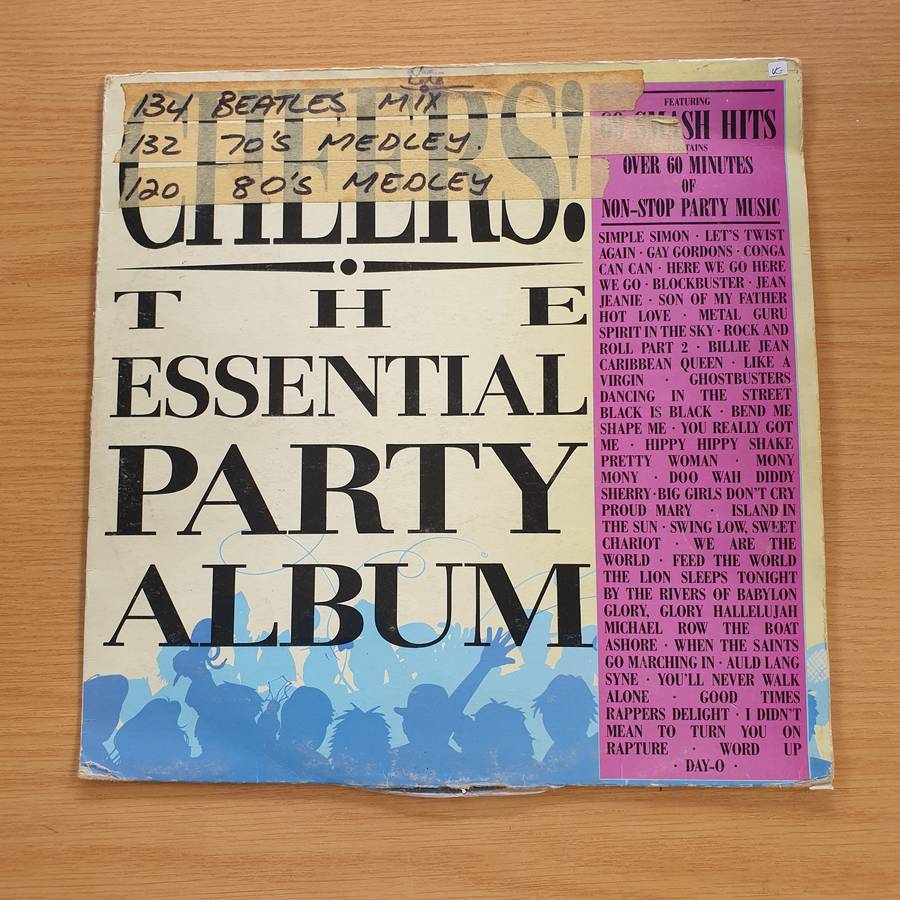 134 BEATLES MIX
132 70'S MEDLEY.
120 80'S MEDLEY
CHEERS!
THE
ESSENTIAL
PARTY
ALBUM
VG
FEATURING
SMASH HITS
OVER 60 MINUTES
OF
NON-STOP PARTY MUSIC
SIMPLE SIMON · LET'S TWIST
AGAIN · GAY GORDONS · CONGA
CAN CAN · HERE WE GO HERE
WE GO · BLOCKBUSTER · JEAN
JEANIE · SON OF MY FATHER
HOT LOVE · METAL GURU
SPIRIT IN THE SKY · ROCK AND
ROLL PART 2 · BILLIE JEAN
CARIBBEAN QUEEN · LIKE A
VIRGIN · GHOSTBUSTERS
DANCING IN THE STREET
BLACK IS BLACK · BEND ME
SHAPE ME · YOU REALLY GOT
ME · HIPPY HIPPY SHAKE
PRETTY WOMAN · MONY
MONY · DOO WAH DIDDY
SHERRY · BIG GIRLS DON'T CRY
PROUD MARY · ISLAND IN
THE SUN · SWING LOW, SWEET
CHARIOT · WE ARE THE
WORLD · FEED THE WORLD
THE LION SLEEPS TONIGHT
BY THE RIVERS OF BABYLON
GLORY, GLORY HALLELUJAH
MICHAEL ROW THE BOAT
ASHORE · WHEN THE SAINTS
GO MARCHING IN · AULD LANG
SYNE · YOU'LL NEVER WALK
ALONE · GOOD TIMES
RAPPERS DELIGHT · I DIDN'T
MEAN TO TURN YOU ON
RAPTURE · WORD UP
· DAY-O ·